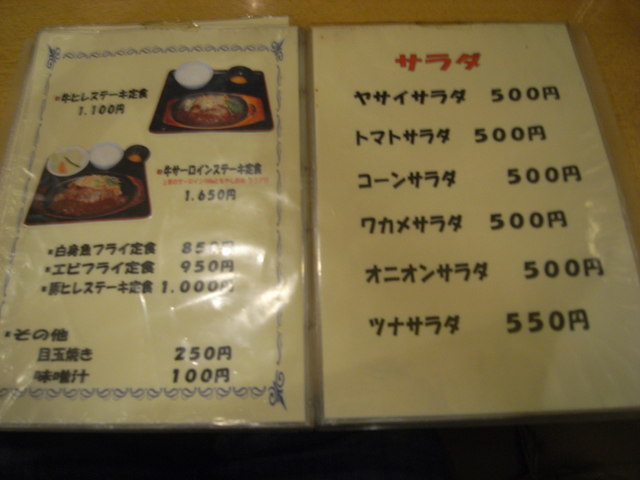 牛ヒレステーキ定食
1.100円
牛サーロインステーキ定食
1.650円
白身魚フライ定食 850円
エビフライ定食 950円
豚ヒレステーキ定食 1.000円
その他
目玉焼き 250円
味噌汁 100円
サラダ
ヤサイサラダ 500円
トマトサラダ 500円
コーンサラダ 500円
ワカメサラダ 500円
オニオンサラダ 500円
ツナサラダ 550円